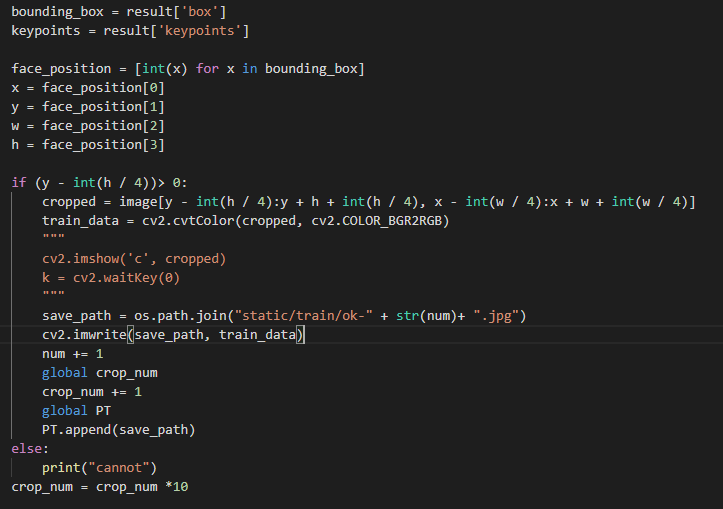 bounding_box = result['box']
keypoints = result['keypoints']

face_position = [int(x) for x in bounding_box]
x = face_position[0]
y = face_position[1]
w = face_position[2]
h = face_position[3]

if (y - int(h / 4))> 0:
    cropped = image[y - int(h / 4):y + h + int(h / 4), x - int(w / 4):x + w + int(w / 4)]
    train_data = cv2.cvtColor(cropped, cv2.COLOR_BGR2RGB)
    """
    cv2.imshow('c', cropped)
    k = cv2.waitKey(0)
    """
    save_path = os.path.join("static/train/ok-" + str(num)+ ".jpg")
    cv2.imwrite(save_path, train_data)
    num += 1
    global crop_num
    crop_num += 1
    global PT
    PT.append(save_path)
else:
    print("cannot")
crop_num = crop_num *10